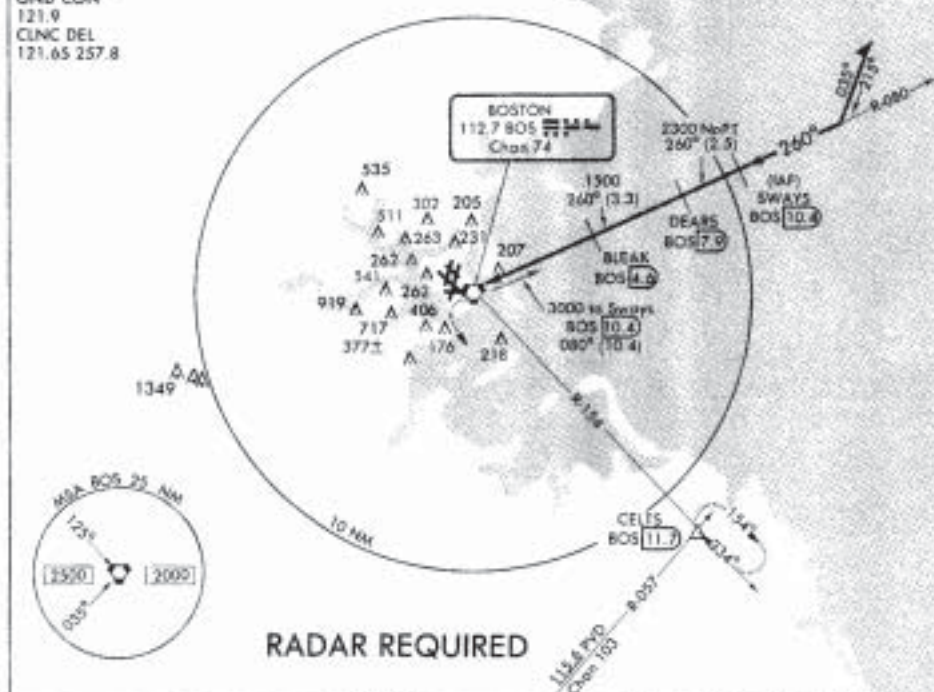 GND CON
121.9
CLNC DEL
121.65 257.8
035°
215°
R-080
BOSTON
112.7 BOS
Chan 74
2300 NoPT
260° (2.5)
260°
(IAF)
SWAYS
BOS 10.4
535
1500
260° (3.3)
DEARS
BOS 7.9
302
205
511
263
231
207
BLEAK
BOS 4.6
262
541
262
919
717
406
3000 to Sways
BOS 10.4
080° (10.4)
377±
176
218
1349
R-154
MSA BOS 25 NM
125°
10 NM
CELTS
BOS 11.7
154°
334°
2500
2000
035°
R-057
RADAR REQUIRED
115.6 PVD
Chan 103